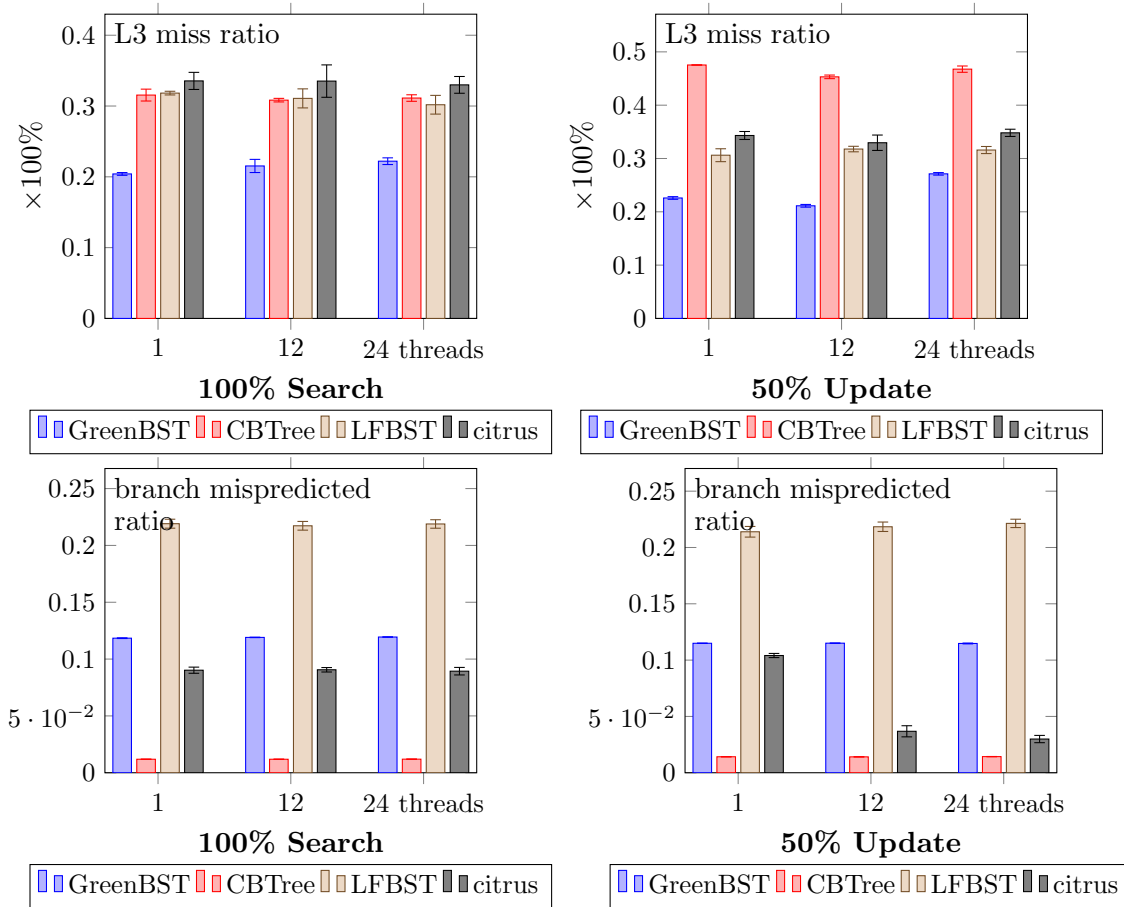 L3 miss ratio
×100%
0.4
0.3
0.2
0.1
0
1 12 24 threads
100% Search
GreenBST CBTree LFBST citrus
L3 miss ratio
×100%
0.5
0.4
0.3
0.2
0.1
0
1 12 24 threads
50% Update
GreenBST CBTree LFBST citrus
branch mispredicted
ratio
0.25
0.2
0.15
0.1
5 · 10⁻²
0
1 12 24 threads
100% Search
GreenBST CBTree LFBST citrus
branch mispredicted
ratio
0.25
0.2
0.15
0.1
5 · 10⁻²
0
1 12 24 threads
50% Update
GreenBST CBTree LFBST citrus